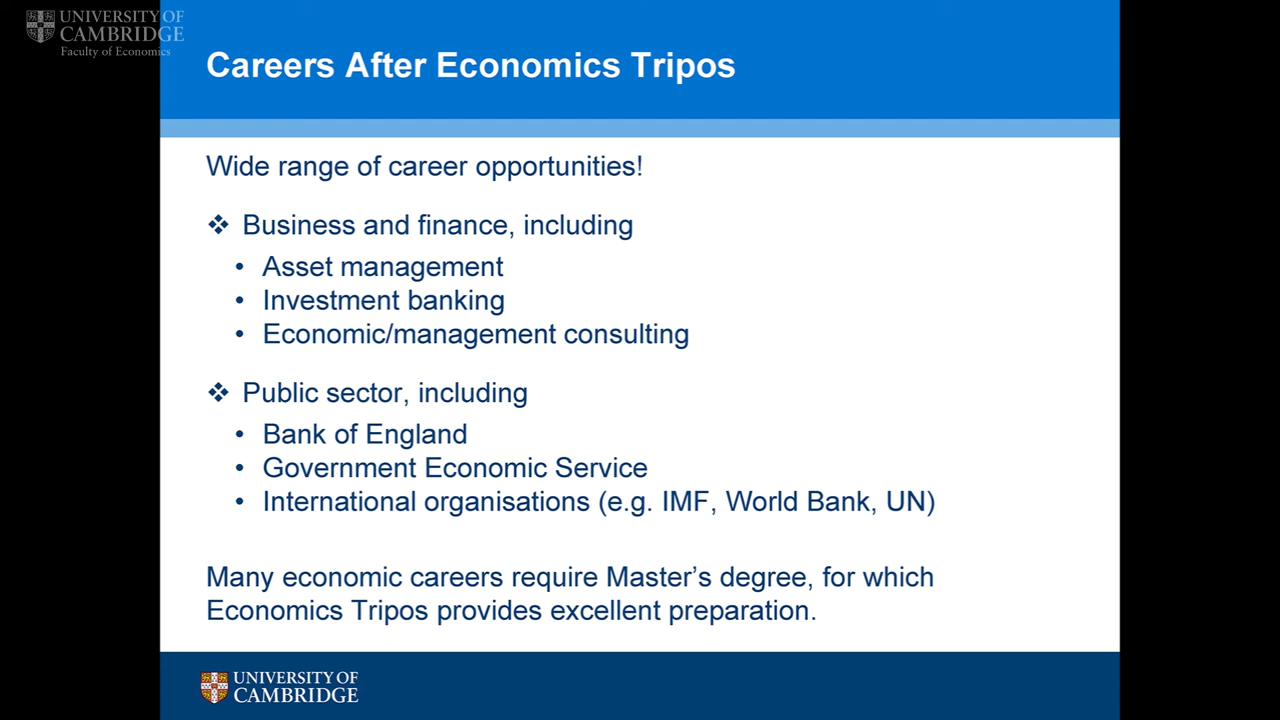 UNIVERSITY OF
CAMBRIDGE
Faculty of Economics
Careers After Economics Tripos
Wide range of career opportunities!
❖ Business and finance, including
• Asset management
• Investment banking
• Economic/management consulting
❖ Public sector, including
• Bank of England
• Government Economic Service
• International organisations (e.g. IMF, World Bank, UN)
Many economic careers require Master’s degree, for which
Economics Tripos provides excellent preparation.
UNIVERSITY OF
CAMBRIDGE